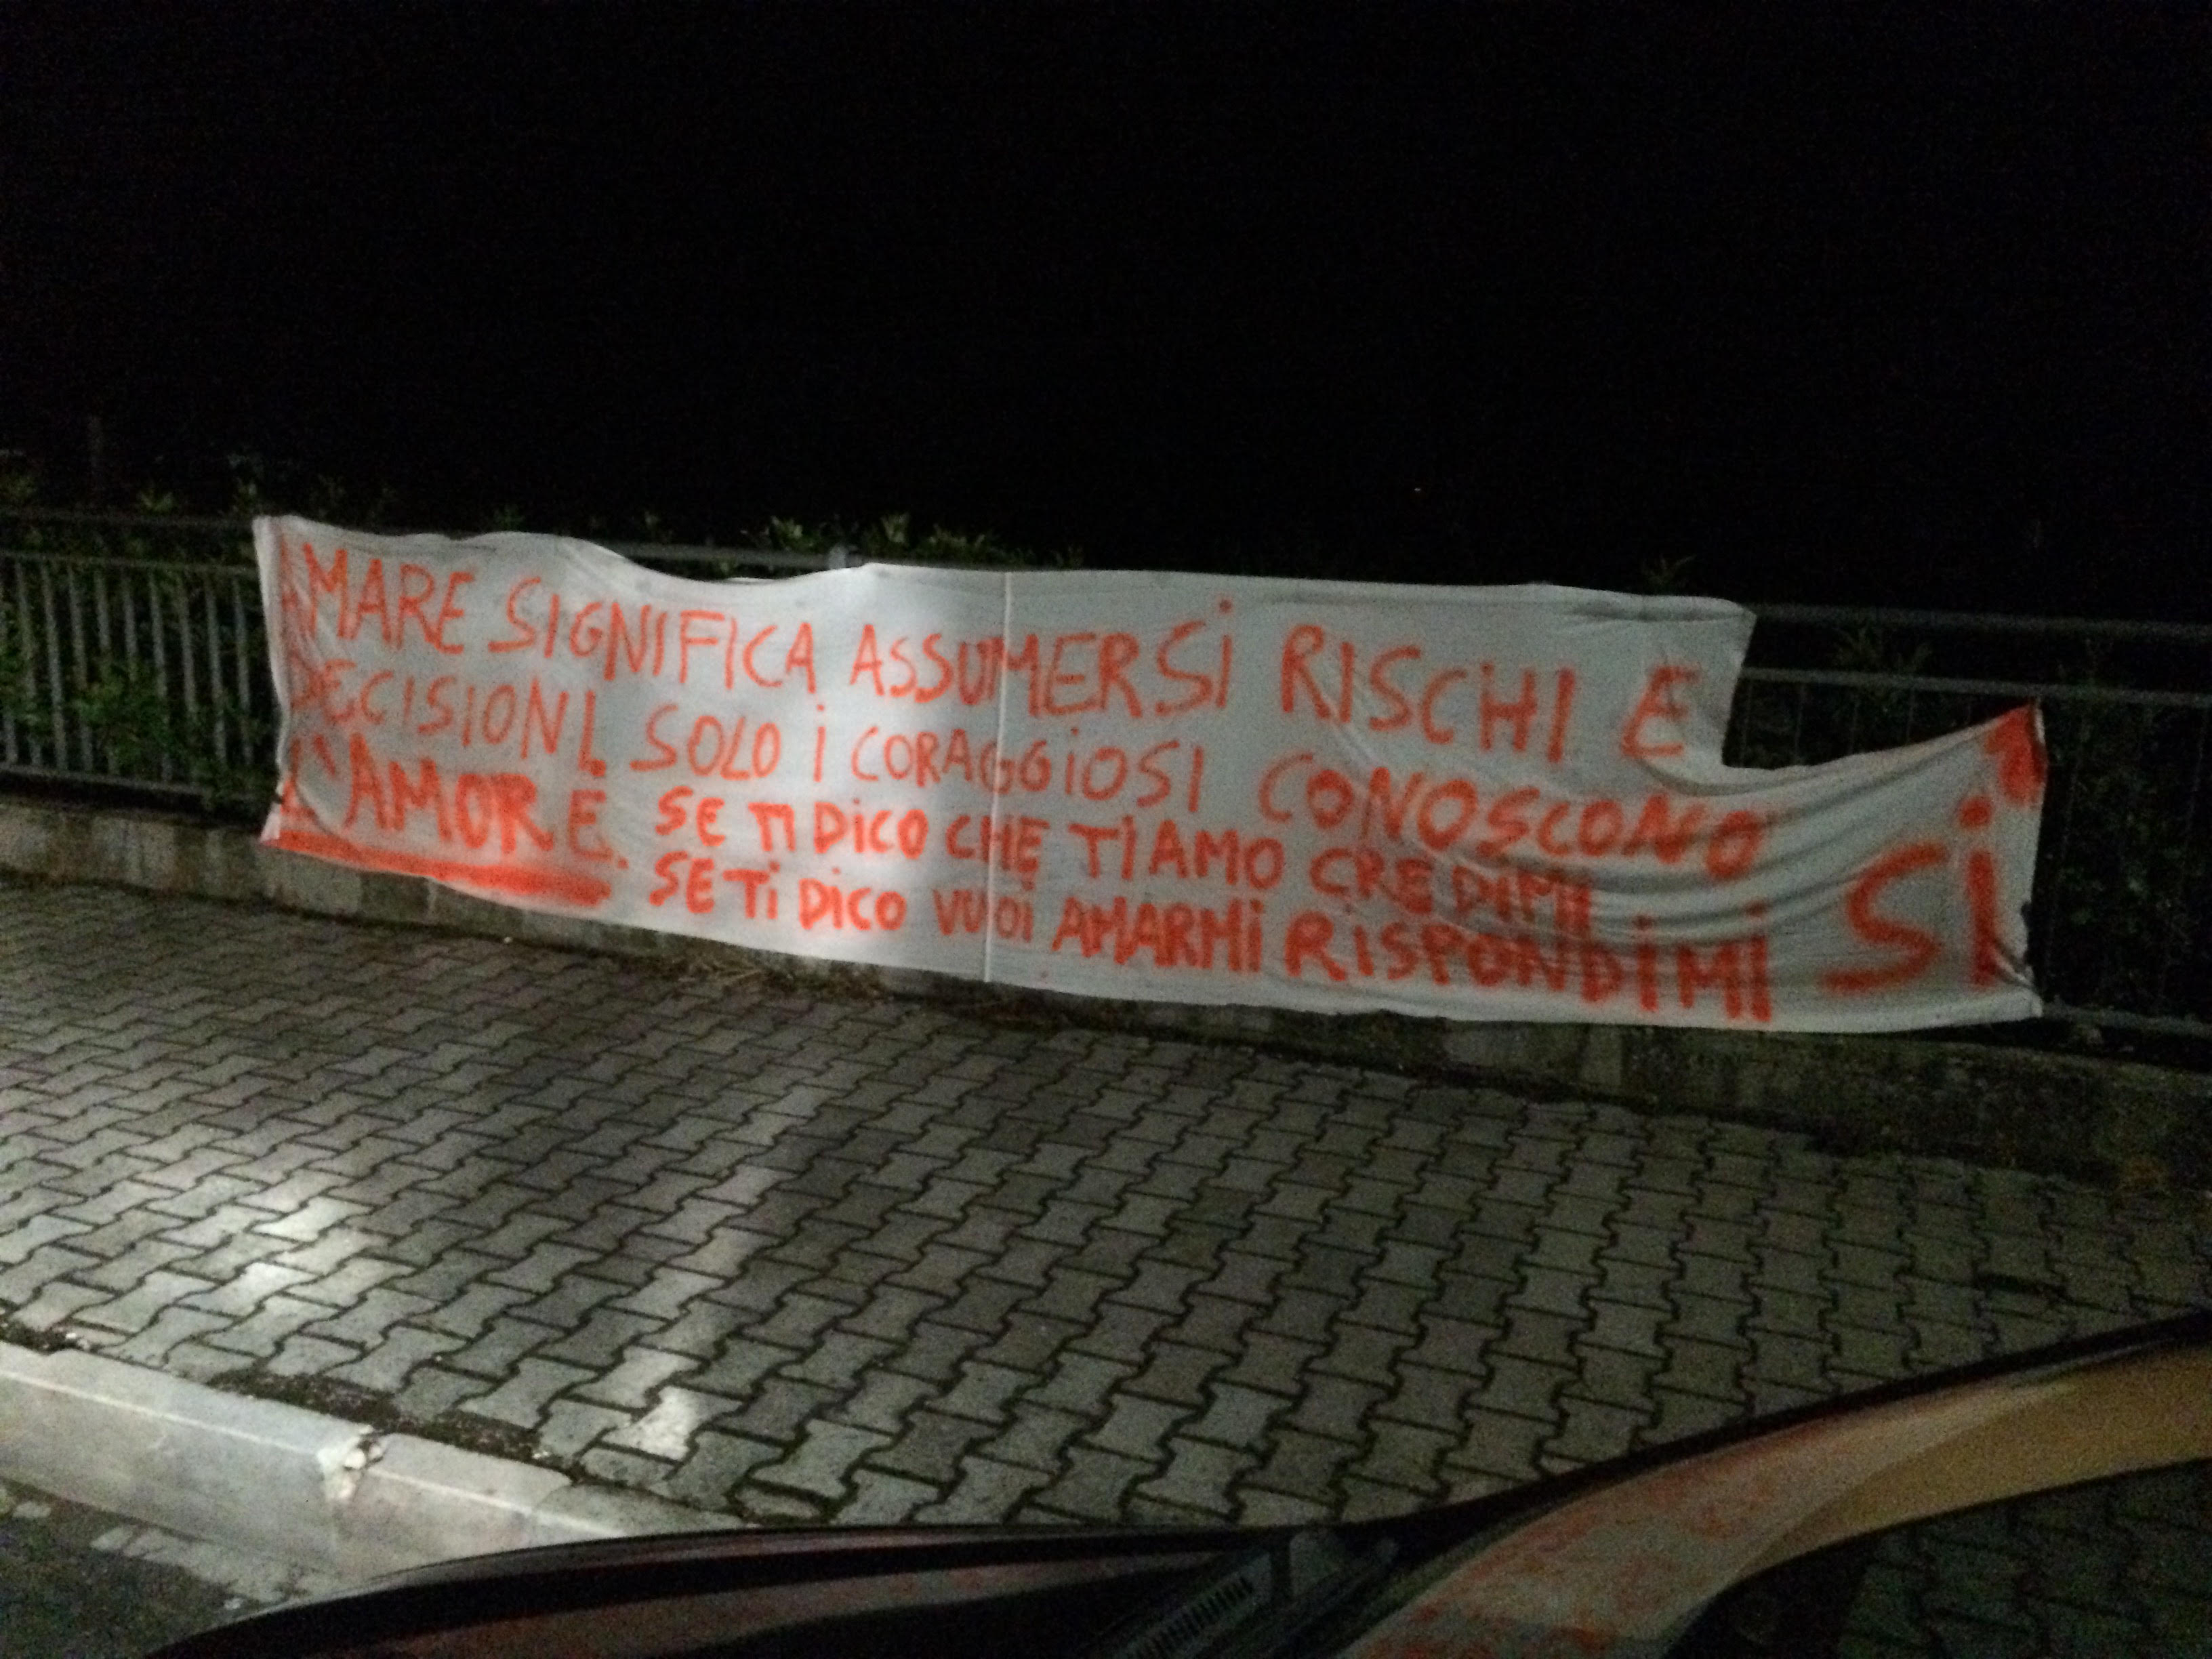 AMARE SIGNIFICA ASSUMERSi RISCHI E
DECISIONI. SOLO i CORAGGiOSI CONOSCONO
L'AMORE. SE TI DiCO CHE TI AMO CREDIMI
SE Ti DiCO VUOi AMARMi RiSPONDiMI SI'